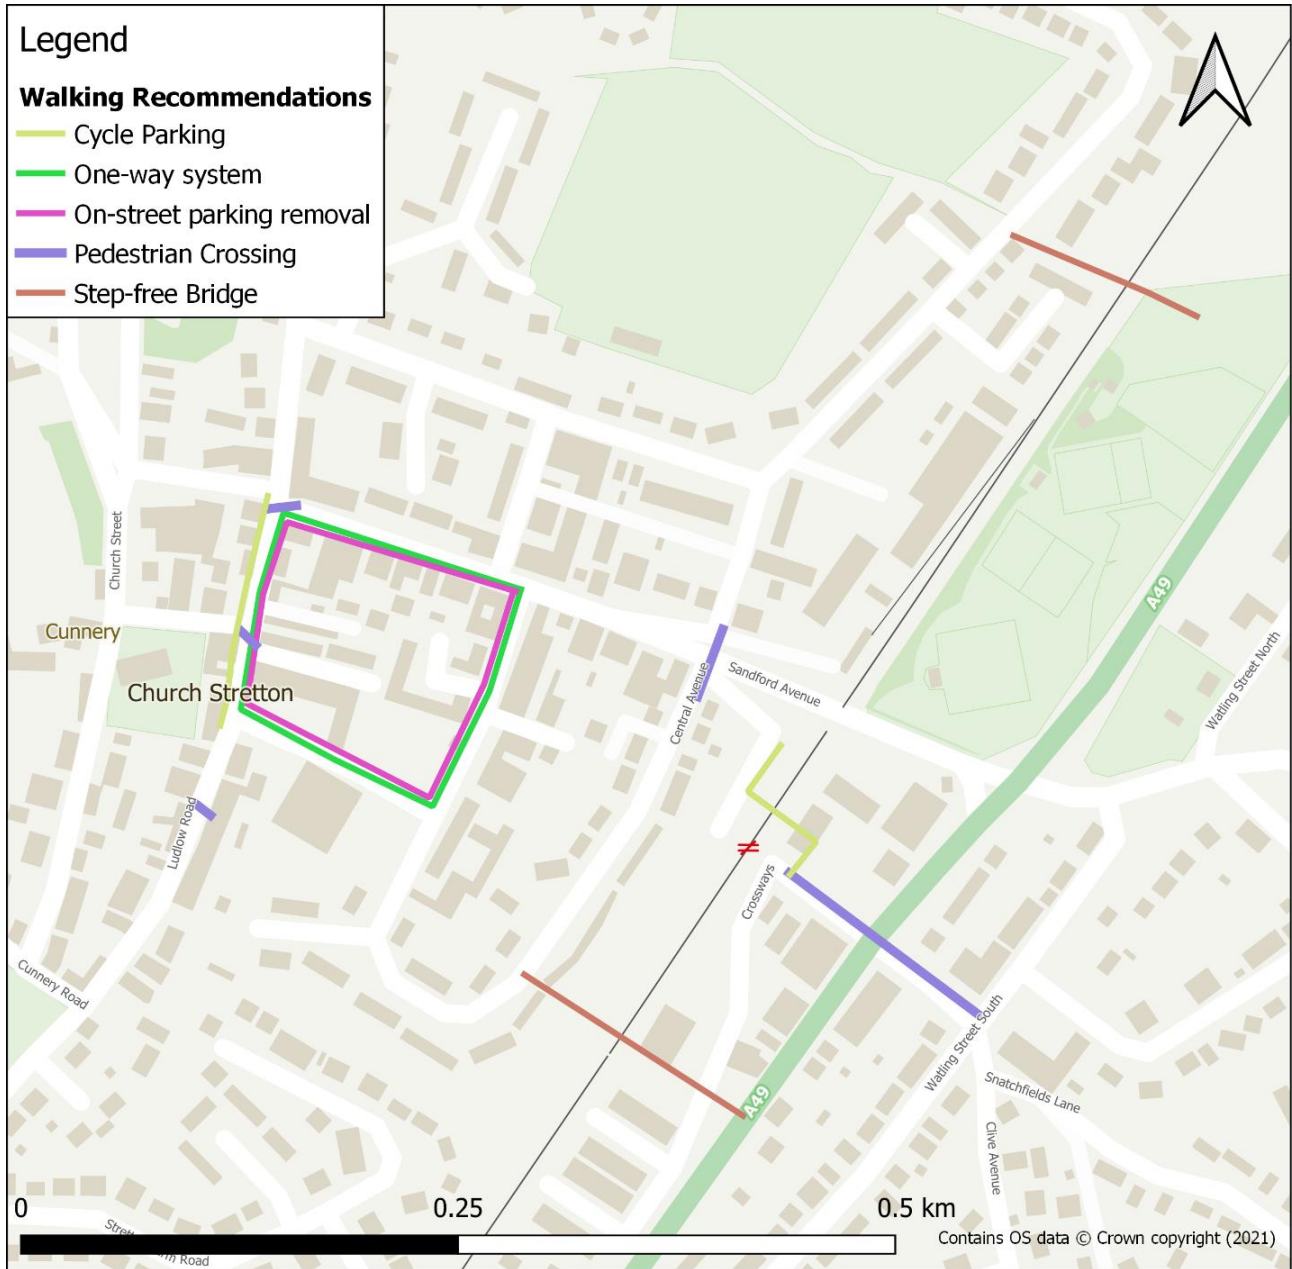 Legend
Walking Recommendations
Cycle Parking
One-way system
On-street parking removal
Pedestrian Crossing
Step-free Bridge
Church Street
A49
Cunnery
Watling Street North
Sandford Avenue
Central Avenue
Church Stretton
Ludlow Road
Crossways
Cunnery Road
Watling Street South
Snatchfields Lane
A49
Clive Avenue
0
0.25
0.5 km
Road
Contains OS data © Crown copyright (2021)